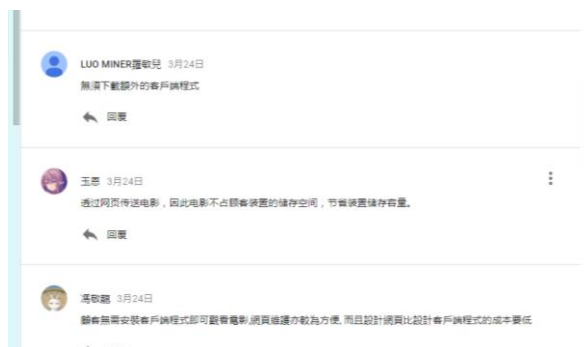 LUO MINER羅敏兒 3月24日
無須下載額外的客戶端程式
回覆
玉恩 3月24日
透过网页传送电影，因此电影不占顾客装置的储存空间，节省装置储存容量。
回覆
馮敏龍 3月24日
顧客無需安裝客戶端程式即可觀看電影,網頁維護亦較為方便,而且設計網頁比設計客戶端程式的成本要低